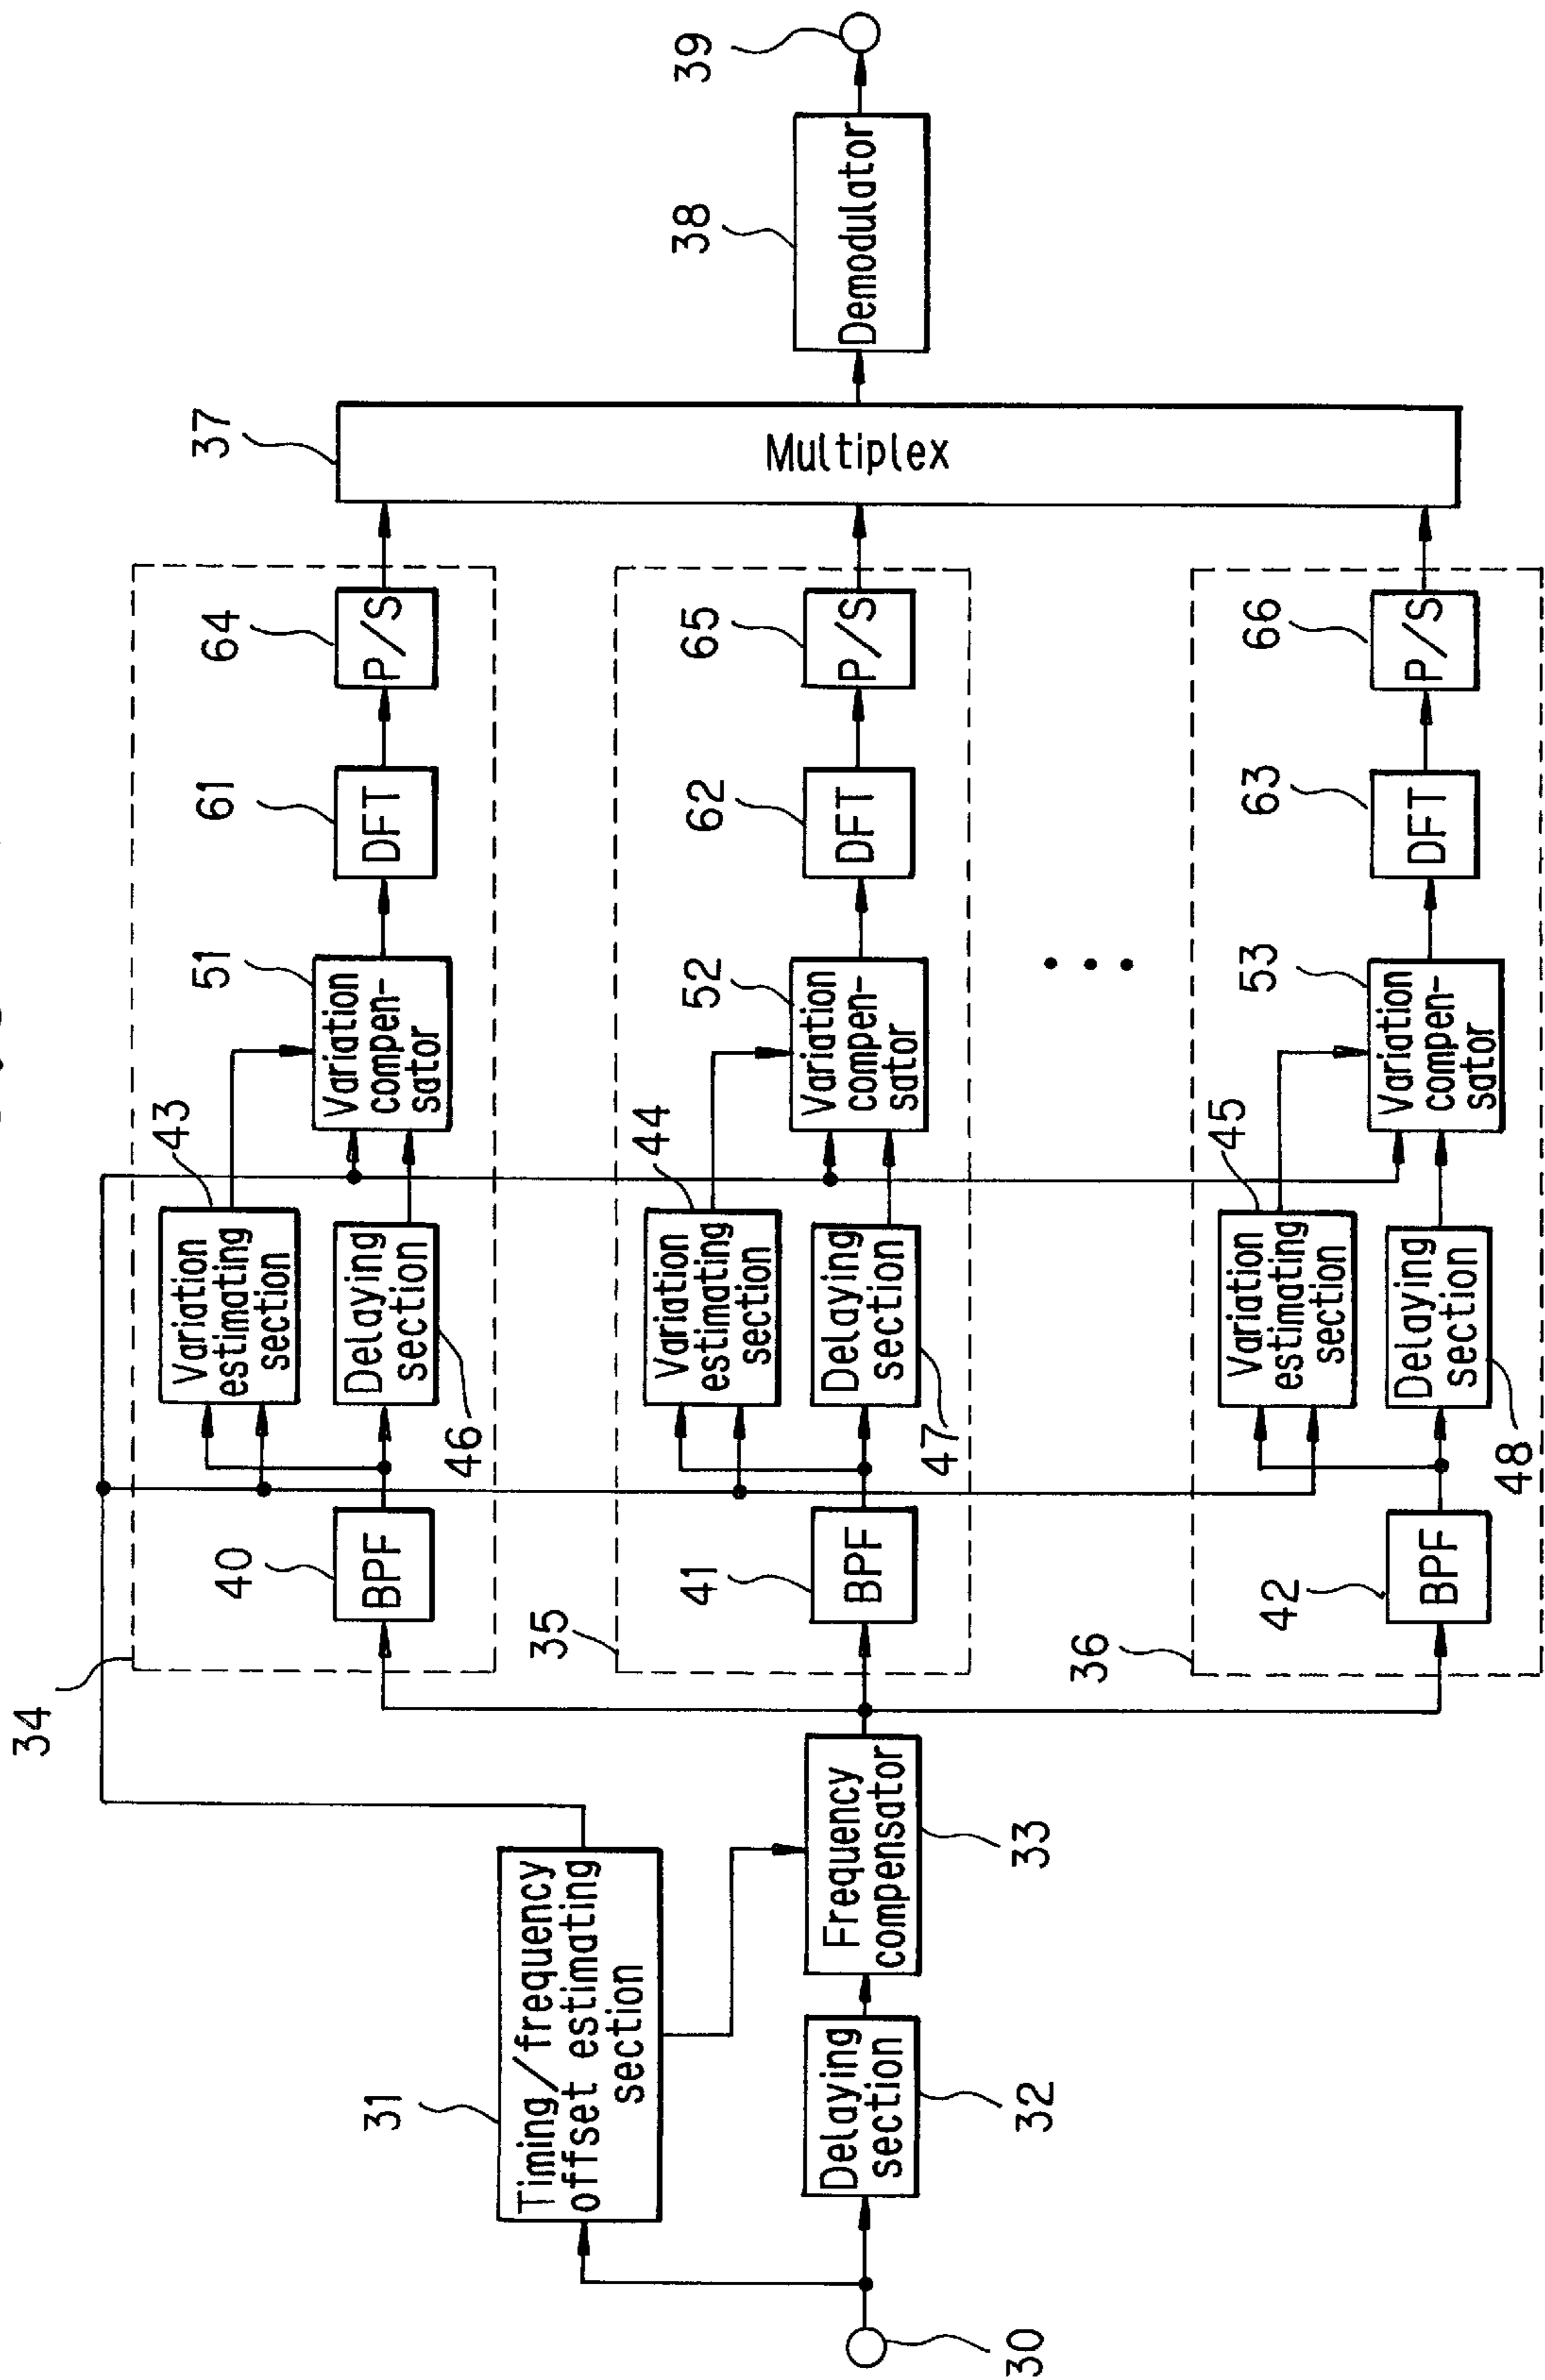 34
43
51
61
64
37
40
BPF
Variation
estimating
section
Delaying
section
46
Variation
compen-
sator
DFT
P/S
31
Timing/frequency
offset estimating
section
35
41
BPF
44
Variation
estimating
section
Delaying
section
47
52
Variation
compen-
sator
62
DFT
65
P/S
Multiplex
38
Demodulator
39
30
Delaying
section
32
Frequency
compensator
33
36
42
BPF
45
Variation
estimating
section
Delaying
section
48
• • •
53
Variation
compen-
sator
63
DFT
66
P/S